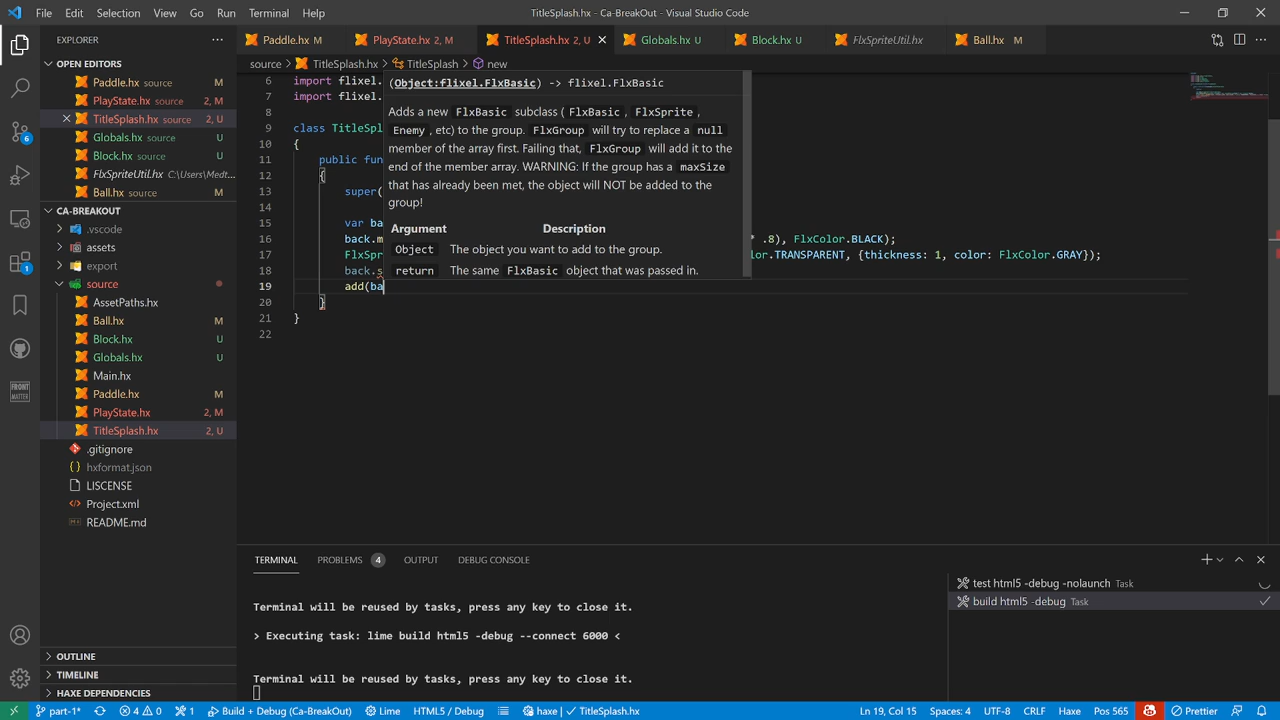 File Edit Selection View Go Run Terminal Help
TitleSplash.hx - Ca-BreakOut - Visual Studio Code
EXPLORER
Paddle.hx M
PlayState.hx 2, M
TitleSplash.hx 2, U
Globals.hx U
Block.hx U
FlxSpriteUtil.hx
Ball.hx M
source > TitleSplash.hx > TitleSplash > new
OPEN EDITORS
Paddle.hx source M
PlayState.hx source 2, M
TitleSplash.hx source 2, U
Globals.hx source U
Block.hx source U
FlxSpriteUtil.hx C:\Users\Medt...
Ball.hx source M
CA-BREAKOUT
.vscode
assets
export
source
AssetPaths.hx
Ball.hx M
Block.hx U
Globals.hx U
Main.hx
Paddle.hx M
PlayState.hx 2, M
TitleSplash.hx 2, U
.gitignore
hxformat.json
LISCENSE
Project.xml
README.md
OUTLINE
TIMELINE
HAXE DEPENDENCIES
6 import flixel.
7 import flixel.
8
9 class TitleSpl
10 {
11 public fun
12 {
13 super(
14
15 var ba
16 back.m * .8), FlxColor.BLACK);
17 FlxSpr lor.TRANSPARENT, {thickness: 1, color: FlxColor.GRAY});
18 back.s
19 add(ba
20 }
21 }
22
(Object:flixel.FlxBasic) -> flixel.FlxBasic
Adds a new FlxBasic subclass ( FlxBasic , FlxSprite ,
Enemy , etc) to the group. FlxGroup will try to replace a null
member of the array first. Failing that, FlxGroup will add it to the
end of the member array. WARNING: If the group has a maxSize
that has already been met, the object will NOT be added to the
group!
Argument Description
Object The object you want to add to the group.
return The same FlxBasic object that was passed in.
TERMINAL PROBLEMS 4 OUTPUT DEBUG CONSOLE
Terminal will be reused by tasks, press any key to close it.
> Executing task: lime build html5 -debug --connect 6000 <
Terminal will be reused by tasks, press any key to close it.
test html5 -debug -nolaunch Task
build html5 -debug Task
6
1
FRONT
MATTER
part-1* 4 0 1 Build + Debug (Ca-BreakOut) Lime HTML5 / Debug haxe | TitleSplash.hx Ln 19, Col 15 Pos 565 Spaces: 4 UTF-8 CRLF Haxe Prettier